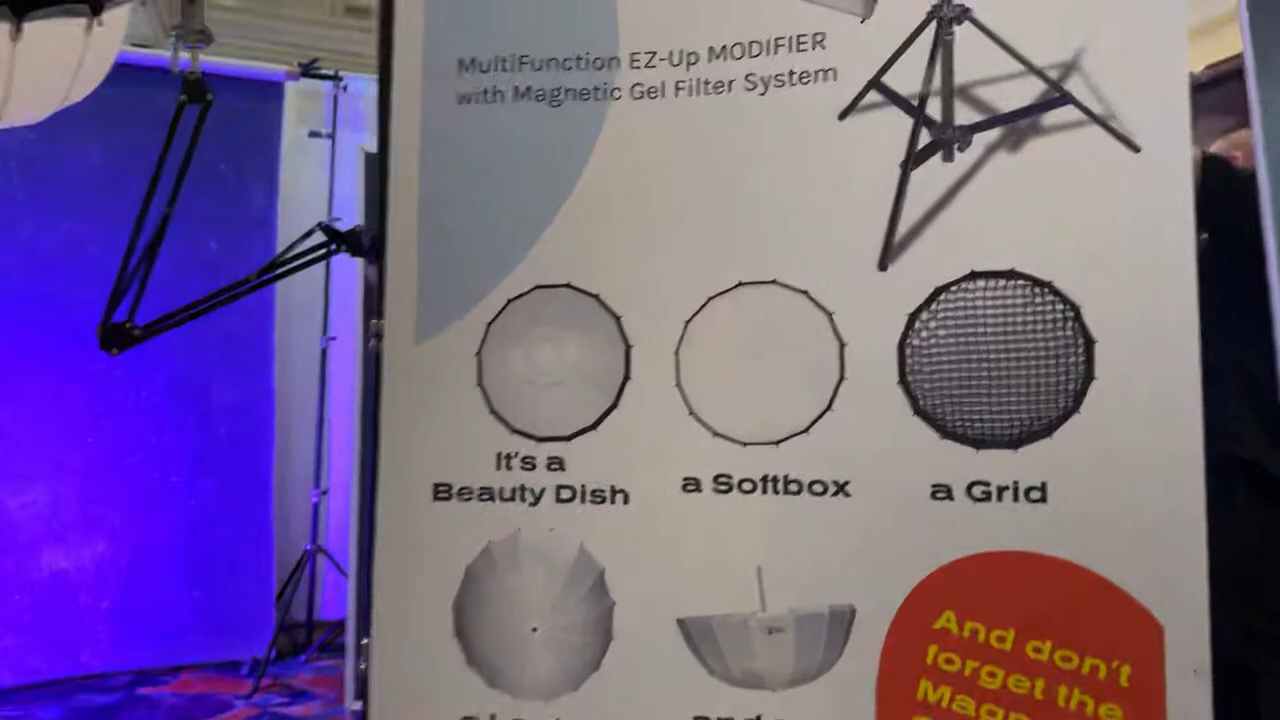 MultiFunction EZ-Up MODIFIER
with Magnetic Gel Filter System
It's a
Beauty Dish
a Softbox
a Grid
And don't
forget the